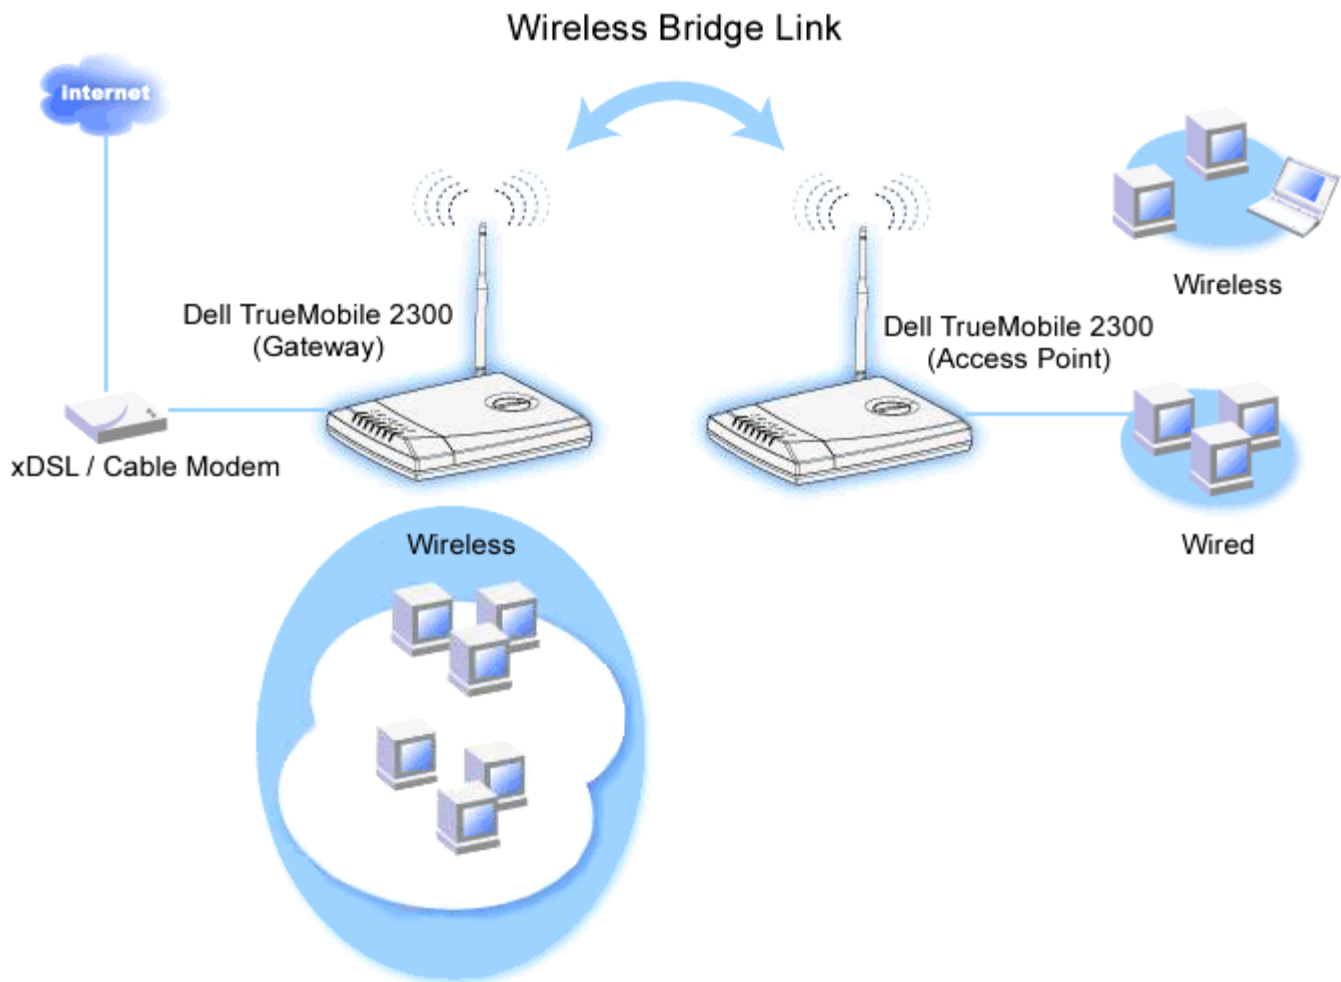 Wireless Bridge Link
internet
Dell TrueMobile 2300
(Gateway)
xDSL / Cable Modem
Wireless
Dell TrueMobile 2300
(Access Point)
Wireless
Wired